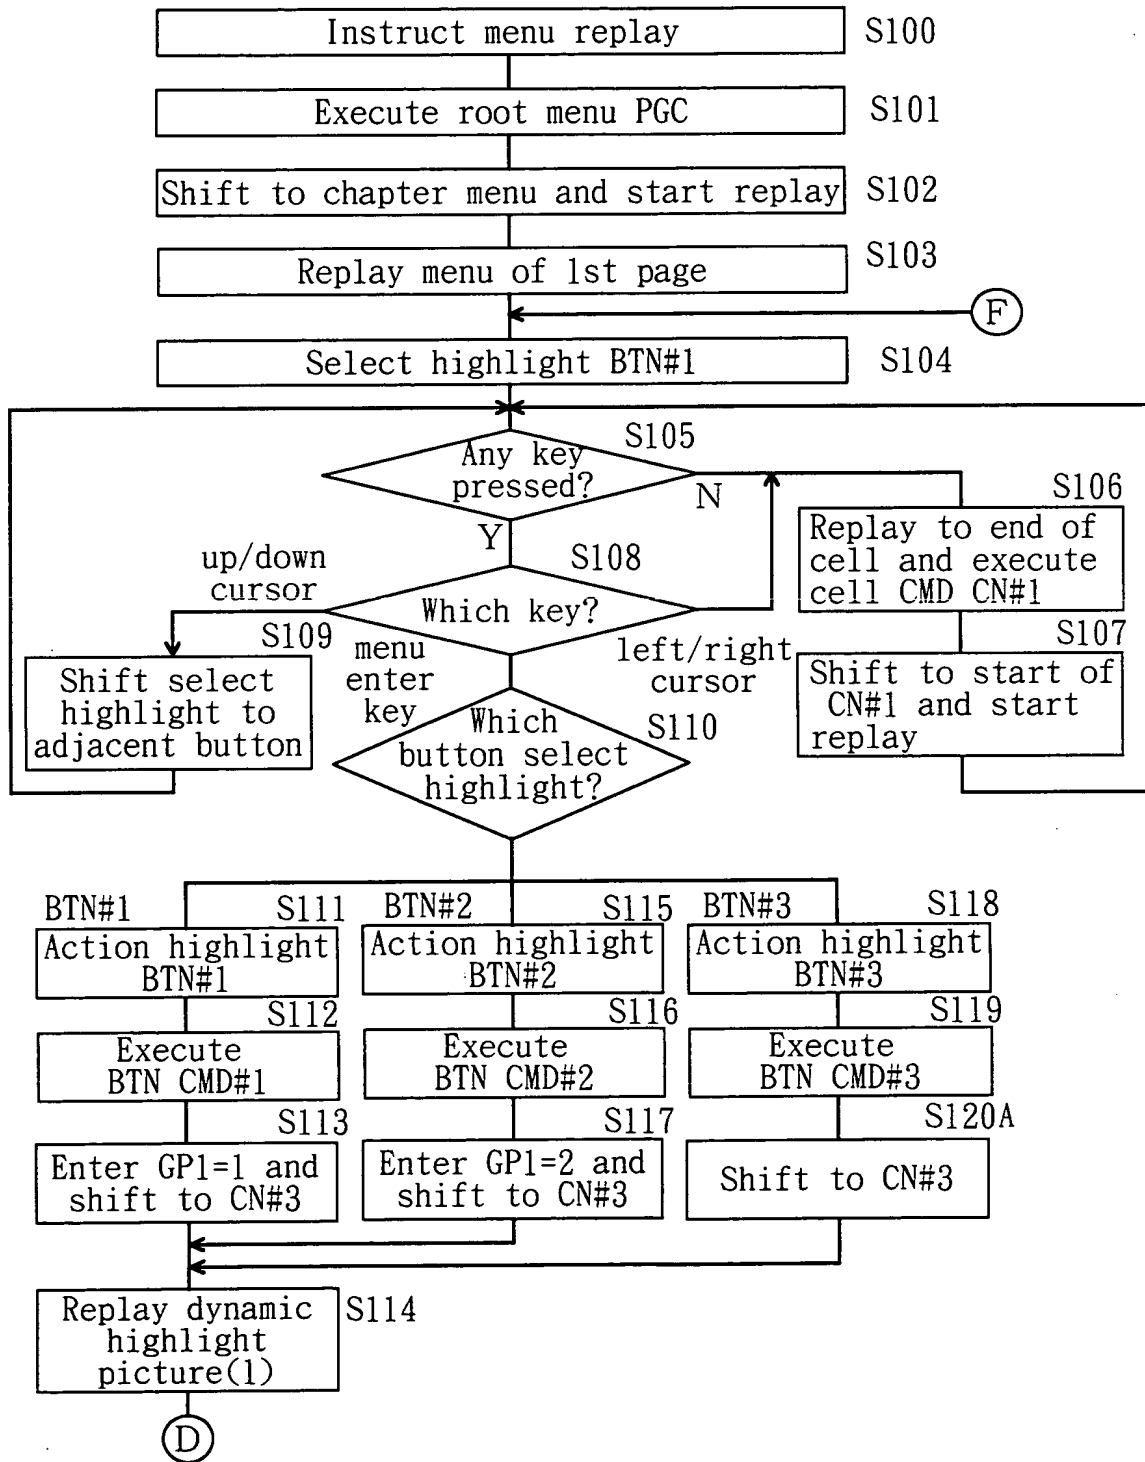 Instruct menu replay
S100
Execute root menu PGC
S101
Shift to chapter menu and start replay
S102
Replay menu of 1st page
S103
F
Select highlight BTN#1
S104
S105
Any key
pressed?
N
Y
S106
Replay to end of
cell and execute
cell CMD CN#1
S107
Shift to start of
CN#1 and start
replay
S108
Which key?
up/down
cursor
S109
Shift select
highlight to
adjacent button
menu
enter
key
left/right
cursor
S110
Which
button select
highlight?
BTN#1
S111
Action highlight
BTN#1
S112
Execute
BTN CMD#1
S113
Enter GP1=1 and
shift to CN#3
BTN#2
S115
Action highlight
BTN#2
S116
Execute
BTN CMD#2
S117
Enter GP1=2 and
shift to CN#3
BTN#3
S118
Action highlight
BTN#3
S119
Execute
BTN CMD#3
S120A
Shift to CN#3
Replay dynamic
highlight
picture(1)
S114
D